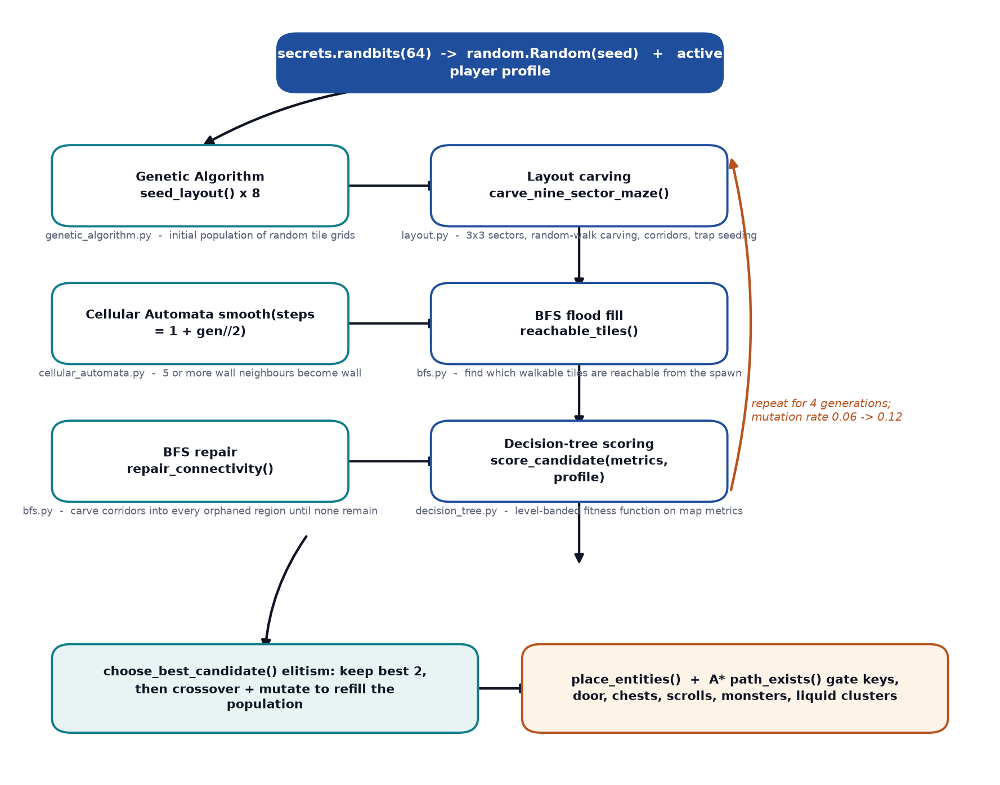 secrets.randbits(64)  ->  random.Random(seed)   +   active
player profile
Genetic Algorithm
seed_layout() x 8
genetic_algorithm.py  -  initial population of random tile grids
Layout carving
carve_nine_sector_maze()
layout.py  -  3x3 sectors, random-walk carving, corridors, trap seeding
Cellular Automata smooth(steps
= 1 + gen//2)
cellular_automata.py  -  5 or more wall neighbours become wall
BFS flood fill
reachable_tiles()
bfs.py  -  find which walkable tiles are reachable from the spawn
repeat for 4 generations;
mutation rate 0.06 -> 0.12
BFS repair
repair_connectivity()
bfs.py  -  carve corridors into every orphaned region until none remain
Decision-tree scoring
score_candidate(metrics,
profile)
decision_tree.py  -  level-banded fitness function on map metrics
choose_best_candidate() elitism: keep best 2,
then crossover + mutate to refill the
population
place_entities()  +  A* path_exists() gate keys,
door, chests, scrolls, monsters, liquid clusters